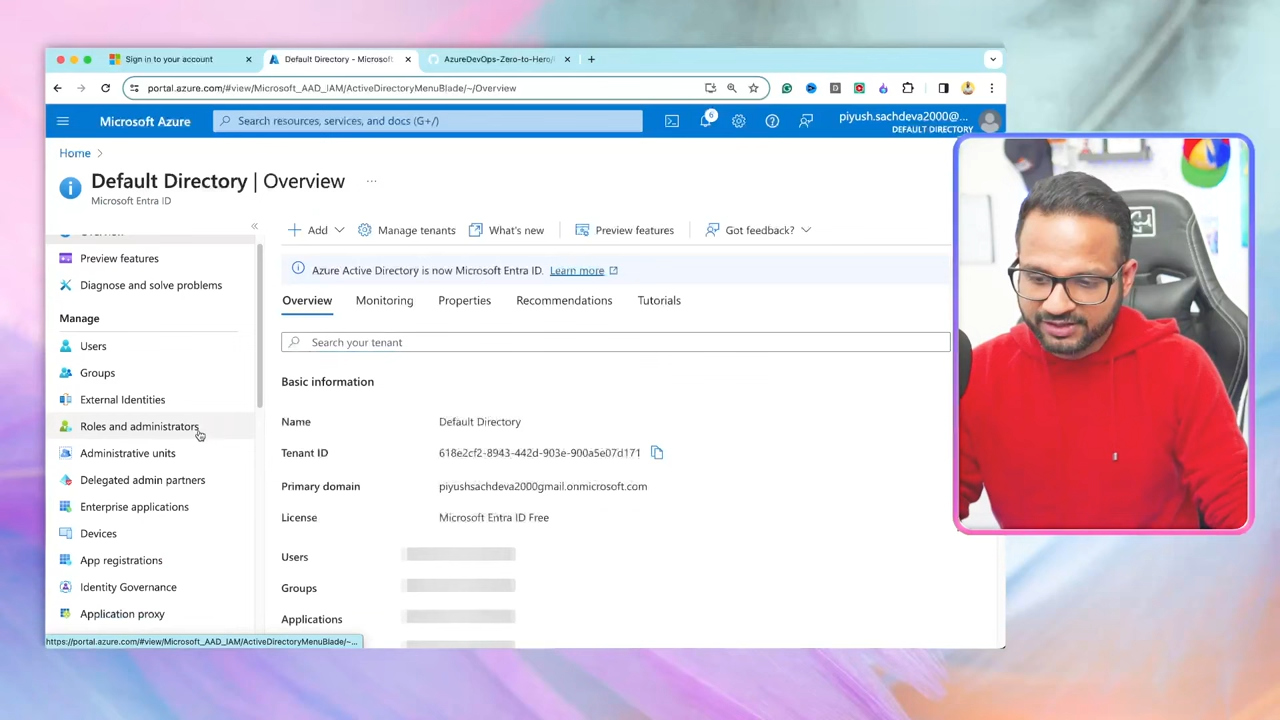 Sign in to your account
Default Directory - Microsoft
AzureDevOps-Zero-to-Hero/
portal.azure.com/#view/Microsoft_AAD_IAM/ActiveDirectoryMenuBlade/~/Overview
Microsoft Azure
Search resources, services, and docs (G+/)
6
piyush.sachdeva2000@...
DEFAULT DIRECTORY
Home
Default Directory | Overview
...
Microsoft Entra ID
Overview
Preview features
Diagnose and solve problems
Manage
Users
Groups
External Identities
Roles and administrators
Administrative units
Delegated admin partners
Enterprise applications
Devices
App registrations
Identity Governance
Application proxy
https://portal.azure.com/#view/Microsoft_AAD_IAM/ActiveDirectoryMenuBlade/~...
Add
Manage tenants
What's new
Preview features
Got feedback?
Azure Active Directory is now Microsoft Entra ID. Learn more
Overview
Monitoring
Properties
Recommendations
Tutorials
Search your tenant
Basic information
Name
Default Directory
Tenant ID
618e2cf2-8943-442d-903e-900a5e07d171
Primary domain
piyushsachdeva2000gmail.onmicrosoft.com
License
Microsoft Entra ID Free
Users
Groups
Applications